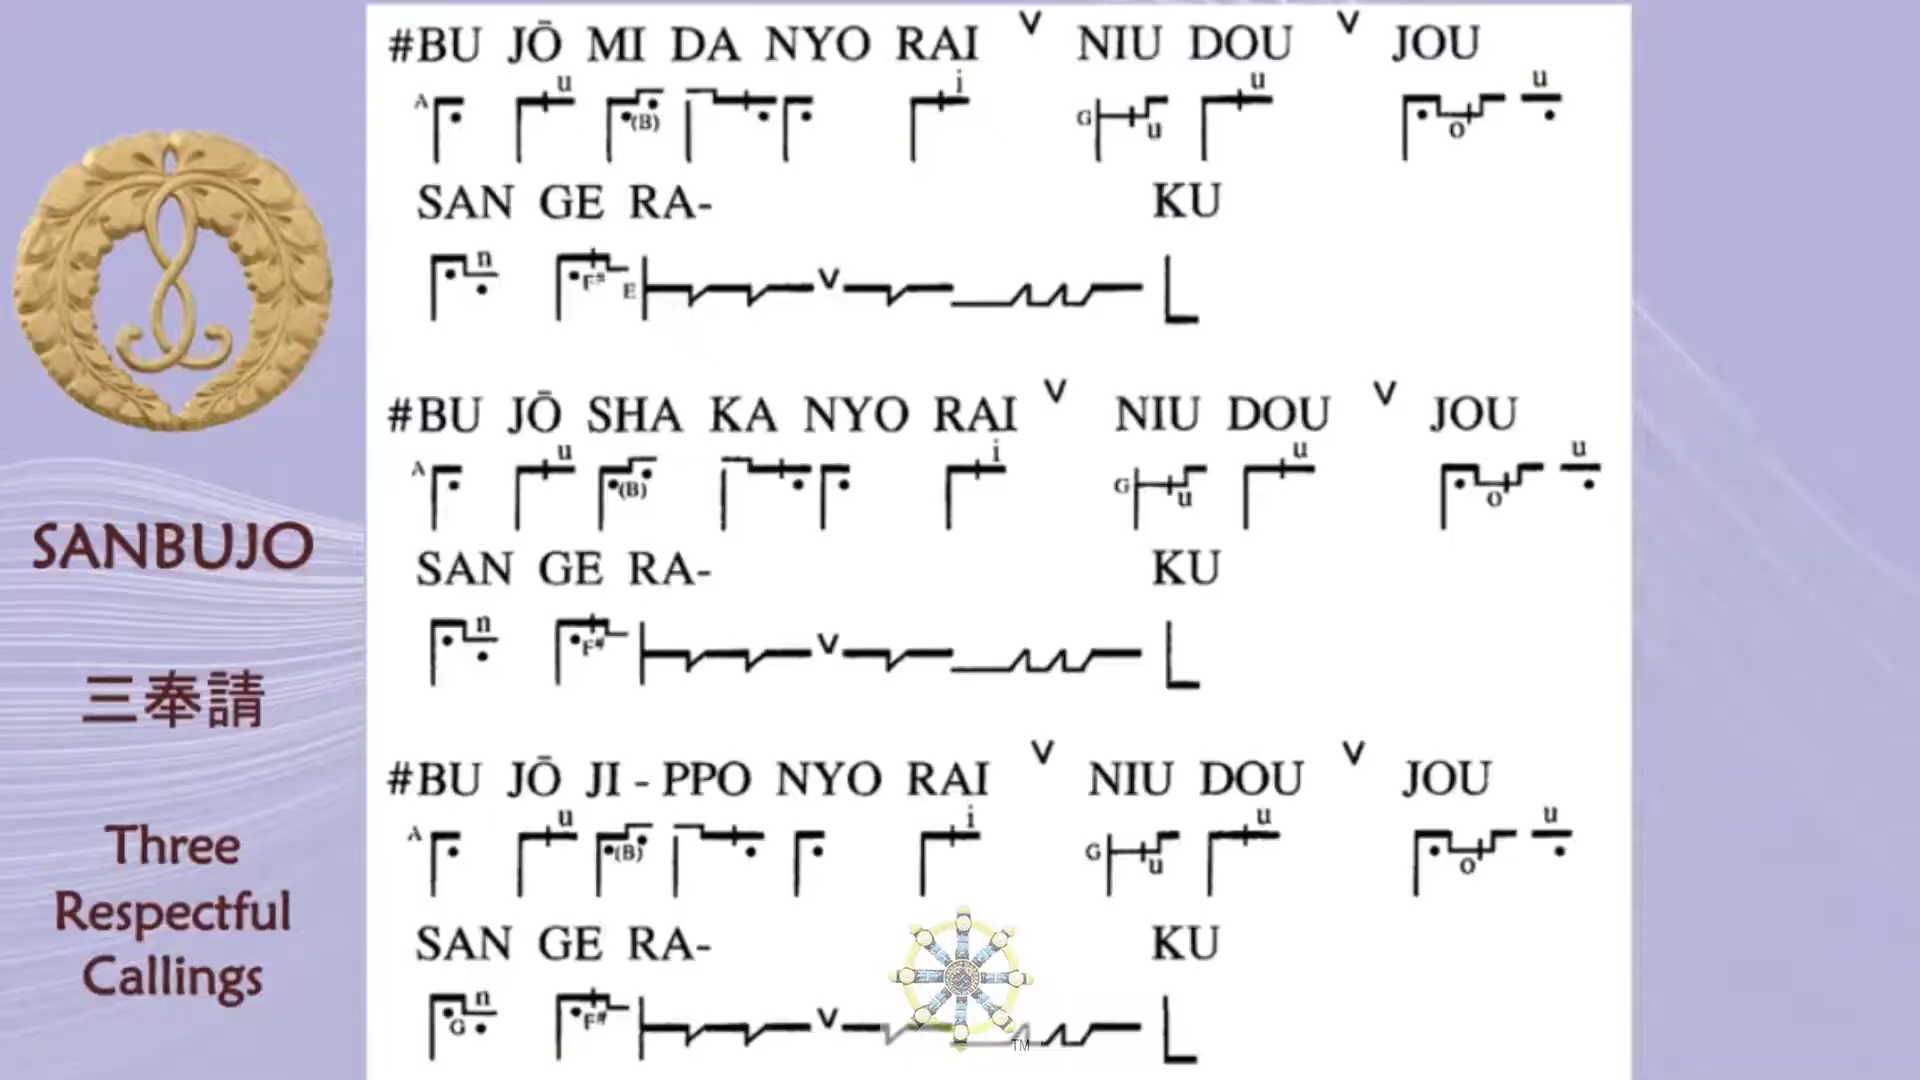 SANBUJO
三奉請
Three
Respectful
Callings
#BU JŌ MI DA NYO RAI V NIU DOU V JOU
A u (B) i G u u o u
SAN GE RA- KU
n F# E V
#BU JŌ SHA KA NYO RAI V NIU DOU V JOU
A u (B) i G u u o u
SAN GE RA- KU
n F# V
#BU JŌ JI - PPO NYO RAI V NIU DOU V JOU
A u (B) i G u u o u
SAN GE RA- KU
G n F# V
TM